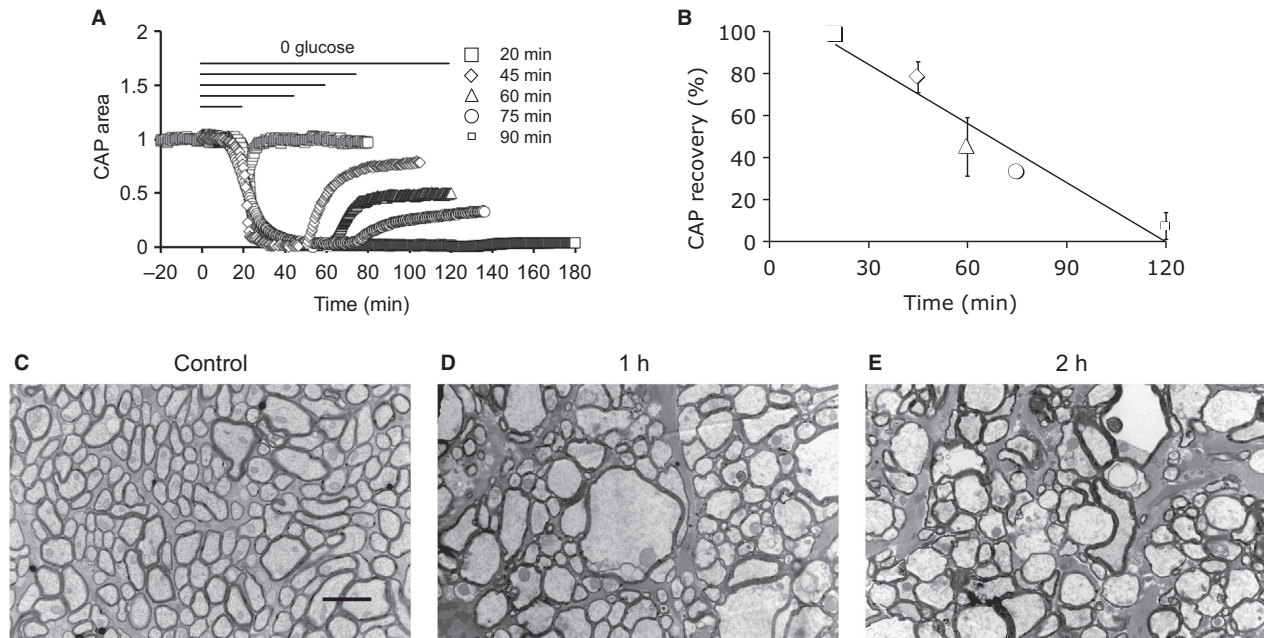 A
0 glucose
20 min
45 min
60 min
75 min
90 min
2
1.5
1
0.5
0
CAP area
–20 0 20 40 60 80 100 120 140 160 180
Time (min)
B
100
80
60
40
20
0
CAP recovery (%)
0 30 60 90 120
Time (min)
C Control
D 1 h
E 2 h